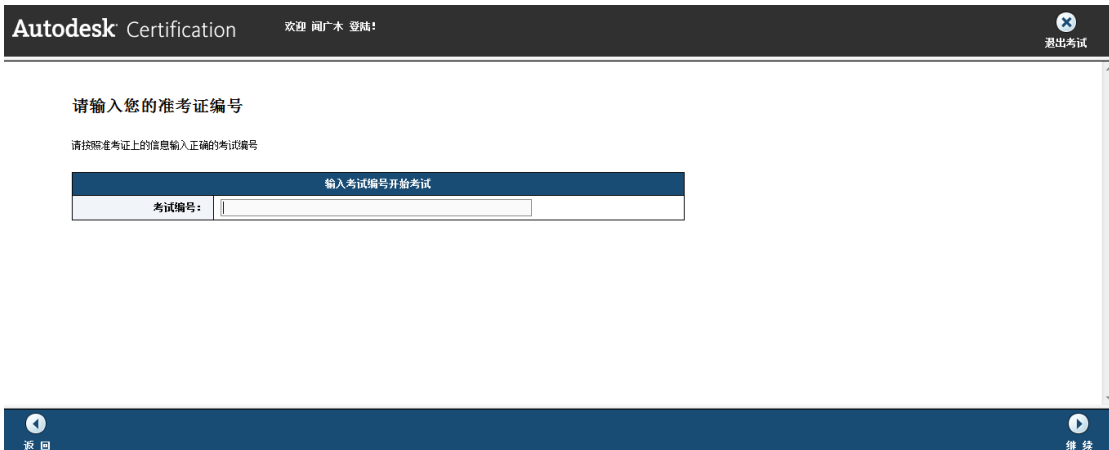 Autodesk Certification 欢迎 闻广木 登陆!
退出考试
请输入您的准考证编号
请按照准考证上的信息输入正确的考试编号
输入考试编号开始考试
考试编号:
返 回
继 续